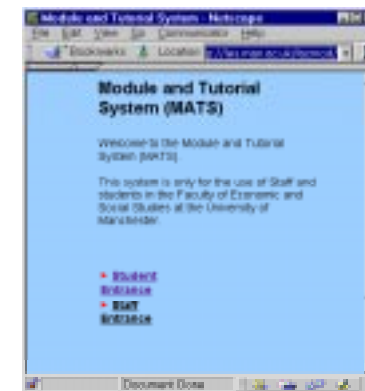 Module and Tutorial System - Netscape
File Edit View Go Communicator Help
Bookmarks Location
Module and Tutorial
System (MATS)
Welcome to the Module and Tutorial
System (MATS).
This system is only for the use of Staff and
students in the Faculty of Economic and
Social Studies at the University of
Manchester.
Student
Entrance
Staff
Entrance
Document Done